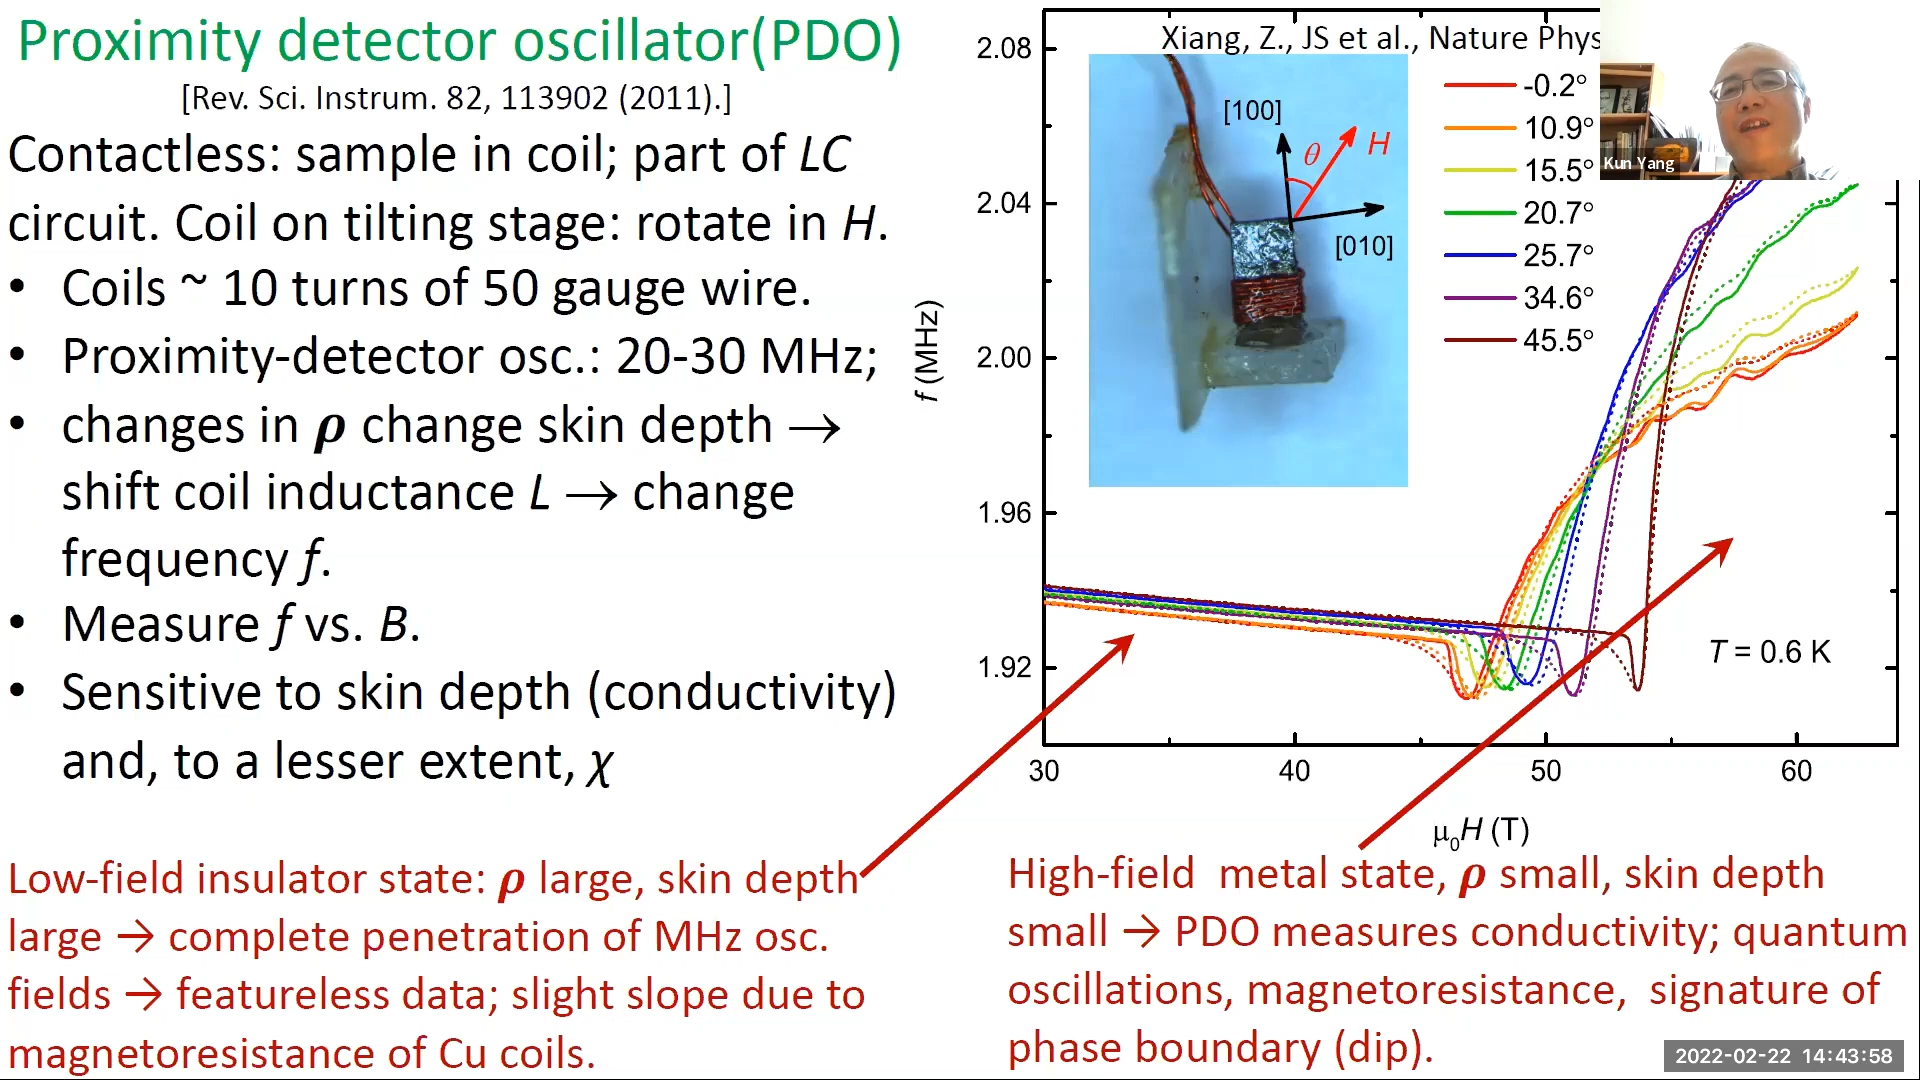 Proximity detector oscillator(PDO)
[Rev. Sci. Instrum. 82, 113902 (2011).]
Contactless: sample in coil; part of LC
circuit. Coil on tilting stage: rotate in H.
• Coils ~ 10 turns of 50 gauge wire.
• Proximity-detector osc.: 20-30 MHz;
• changes in ρ change skin depth →
shift coil inductance L → change
frequency f.
• Measure f vs. B.
• Sensitive to skin depth (conductivity)
and, to a lesser extent, χ
Low-field insulator state: ρ large, skin depth
large → complete penetration of MHz osc.
fields → featureless data; slight slope due to
magnetoresistance of Cu coils.
Xiang, Z., JS et al., Nature Phys
2.08
2.04
2.00
1.96
1.92
f (MHz)
[100]
θ
H
[010]
-0.2°
10.9°
15.5°
20.7°
25.7°
34.6°
45.5°
Kun Yang
T = 0.6 K
30 40 50 60
μ0H (T)
High-field metal state, ρ small, skin depth
small → PDO measures conductivity; quantum
oscillations, magnetoresistance, signature of
phase boundary (dip).
2022-02-22 14:43:58